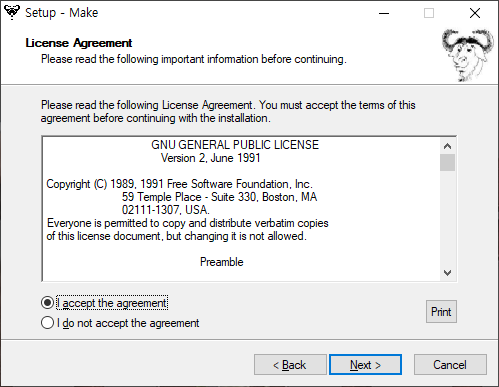 Setup - Make
License Agreement
Please read the following important information before continuing.
Please read the following License Agreement. You must accept the terms of this
agreement before continuing with the installation.
GNU GENERAL PUBLIC LICENSE
Version 2, June 1991
Copyright (C) 1989, 1991 Free Software Foundation, Inc.
59 Temple Place - Suite 330, Boston, MA
02111-1307, USA.
Everyone is permitted to copy and distribute verbatim copies
of this license document, but changing it is not allowed.
Preamble
I accept the agreement
I do not accept the agreement
Print
< Back
Next >
Cancel